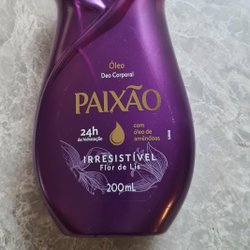 Óleo
Deo Corporal
PAIXÃO
24h
de hidratação
com
óleo de
amêndoas
IRRESISTÍVEL
Flor de Lis
200mL